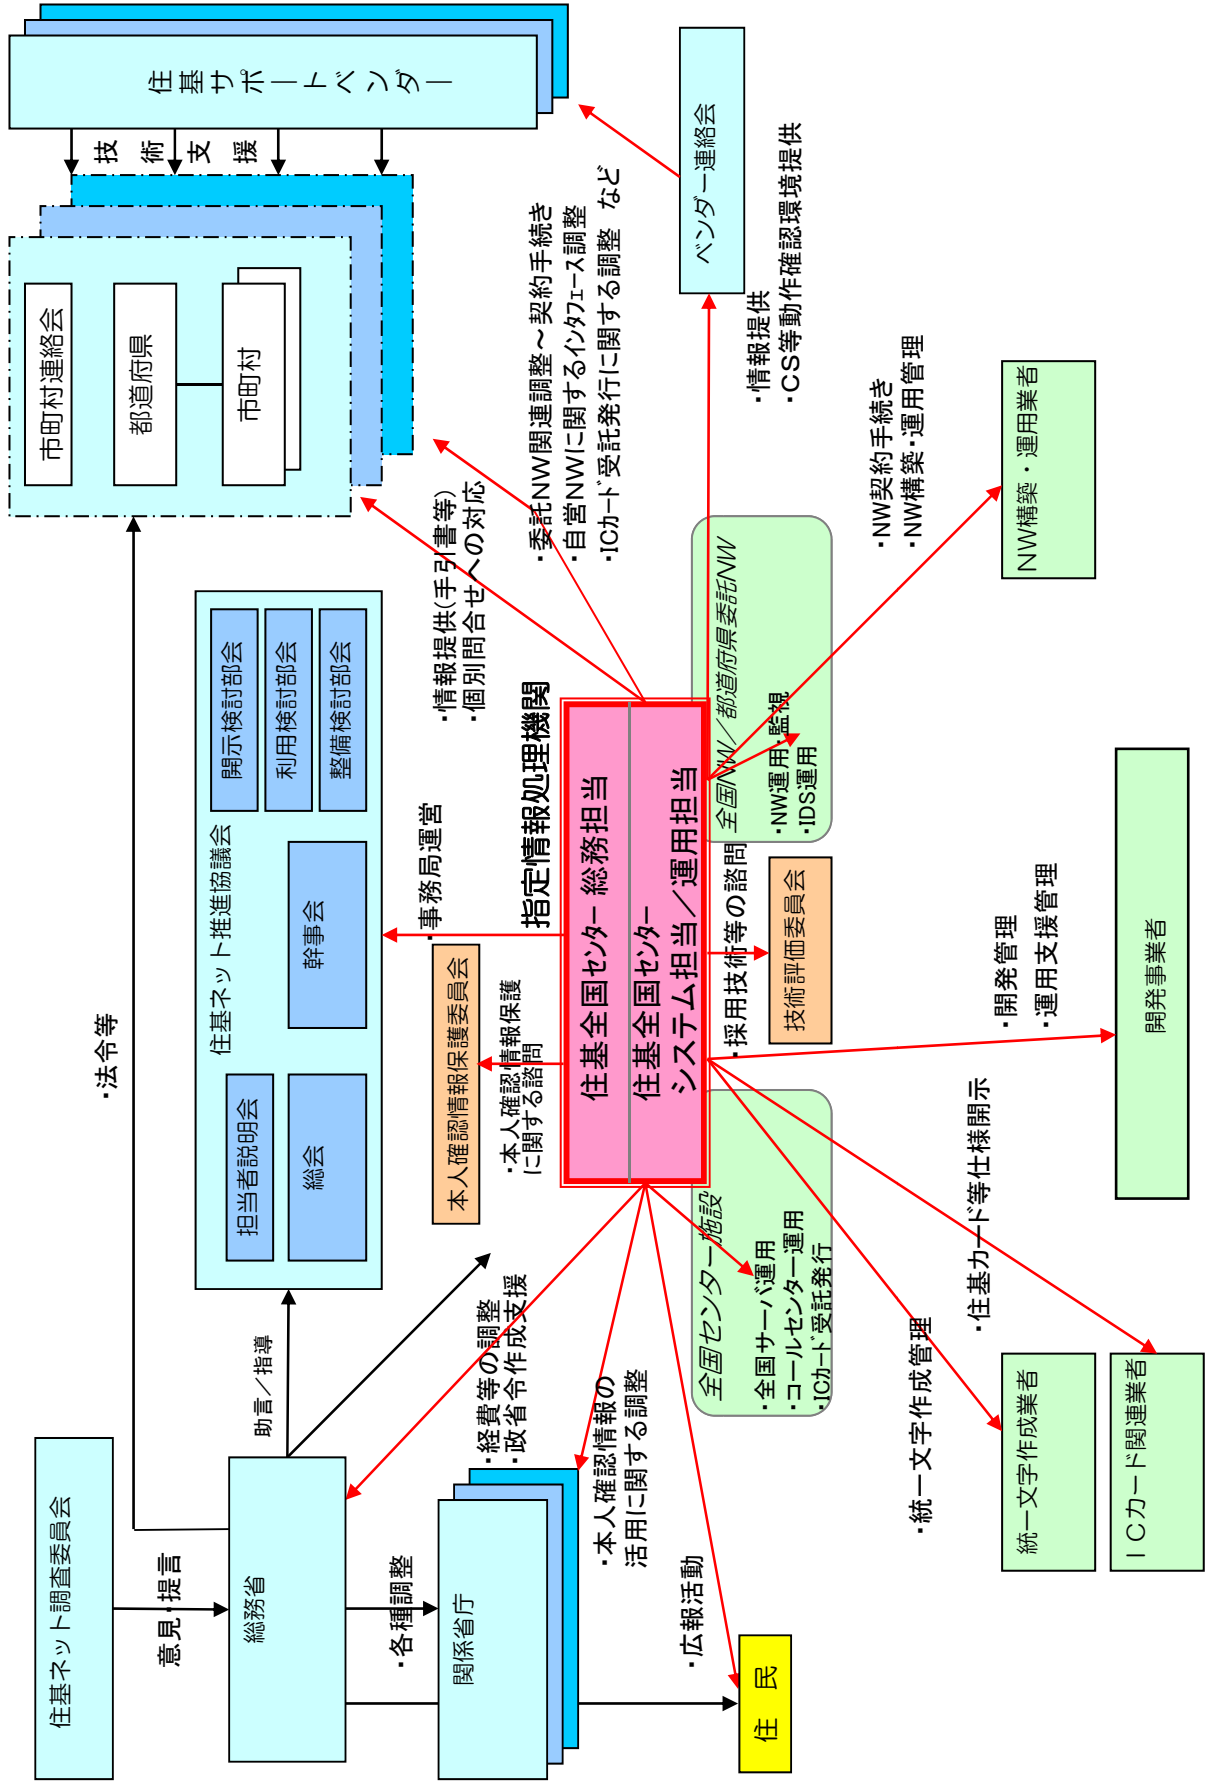 住基ネット調査委員会
意見・提言
総務省
・各種調整
関係省庁
住 民
・広報活動
・法令等
助言／指導
住基ネット推進協議会
担当者説明会
総会
幹事会
開示検討部会
利用検討部会
整備検討部会
・事務局運営
本人確認情報保護委員会
・本人確認情報保護
に関する諮問
・経費等の調整
・政省令作成支援
・本人確認情報の
活用に関する調整
指定情報処理機関
住基全国センター 総務担当
住基全国センター
システム担当／運用担当
市町村連絡会
都道府県
市町村
技 術 支 援
住基サポートベンダー
・情報提供(手引書等)
・個別問合せへの対応
・委託NW関連調整～契約手続き
・自営NWに関するインタフェース調整
・ICカード受託発行に関する調整 など
ベンダー連絡会
・情報提供
・CS等動作確認環境提供
全国NW／都道府県委託NW
・NW運用・監視
・IDS運用
・NW契約手続き
・NW構築・運用管理
NW構築・運用業者
・採用技術等の諮問
技術評価委員会
・開発管理
・運用支援管理
開発事業者
全国センター施設
・全国サーバ運用
・コールセンター運用
・ICカード受託発行
・住基カード等仕様開示
・統一文字作成管理
統一文字作成業者
ICカード関連業者